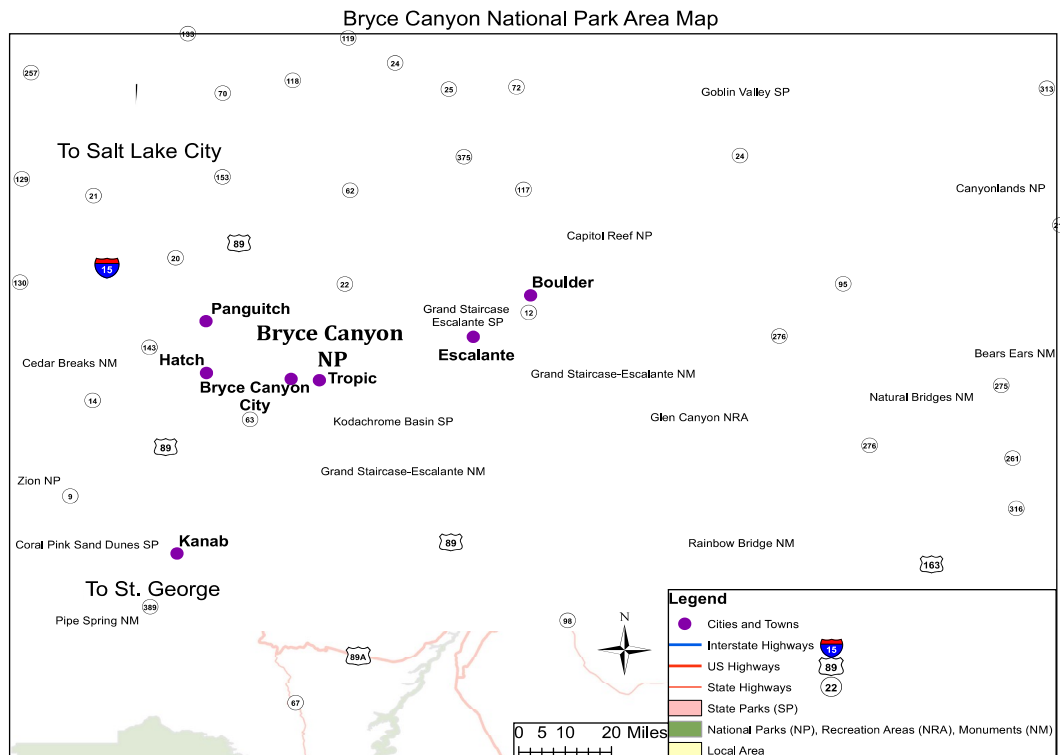 Bryce Canyon National Park Area Map
133
119
24
257
118
70
25
72
Goblin Valley SP
313
To Salt Lake City
375
24
129
153
21
62
117
Canyonlands NP
Capitol Reef NP
89
20
15
130
22
Boulder
95
Panguitch
Grand Staircase
Escalante SP
12
Bryce Canyon
NP
276
143
Escalante
Cedar Breaks NM
Hatch
Bears Ears NM
Grand Staircase-Escalante NM
Tropic
Bryce Canyon
City
275
14
Natural Bridges NM
63
Kodachrome Basin SP
Glen Canyon NRA
89
276
261
Grand Staircase-Escalante NM
Zion NP
9
316
Kanab
Coral Pink Sand Dunes SP
89
Rainbow Bridge NM
163
To St. George
389
Pipe Spring NM
98
N
89A
67
0 5 10 20 Miles
Legend
Cities and Towns
Interstate Highways 15
US Highways 89
State Highways 22
State Parks (SP)
National Parks (NP), Recreation Areas (NRA), Monuments (NM)
Local Area